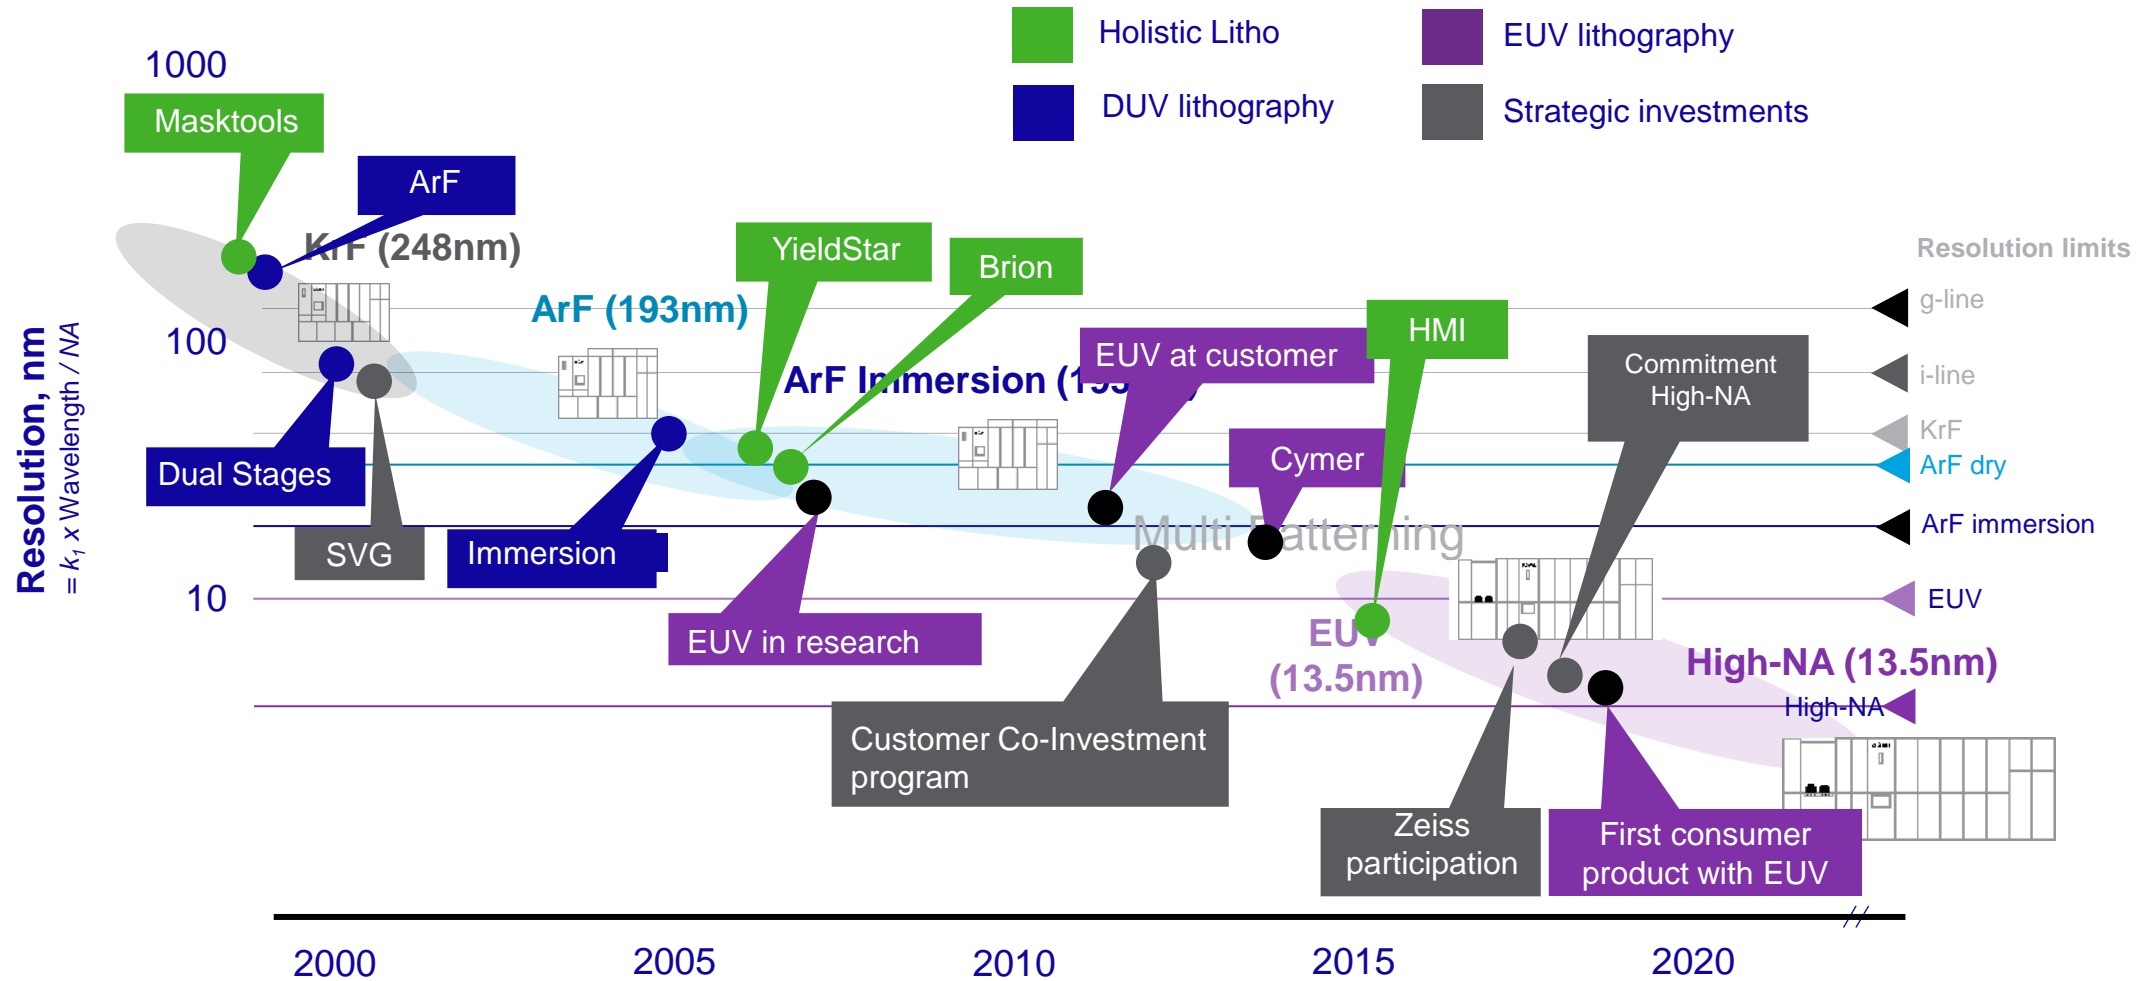 Holistic Litho
EUV lithography
DUV lithography
Strategic investments
1000
Masktools
ArF
KrF (248nm)
YieldStar
Brion
Resolution limits
g-line
ArF (193nm)
HMI
100
EUV at customer
Commitment
High-NA
i-line
ArF Immersion (193
KrF
Resolution, nm
= k1 x Wavelength / NA
Dual Stages
Cymer
ArF dry
SVG
Immersion
Multi Patterning
ArF immersion
10
EUV
EUV in research
EUV
(13.5nm)
High-NA (13.5nm)
High-NA
Customer Co-Investment
program
Zeiss
participation
First consumer
product with EUV
2000
2005
2010
2015
2020